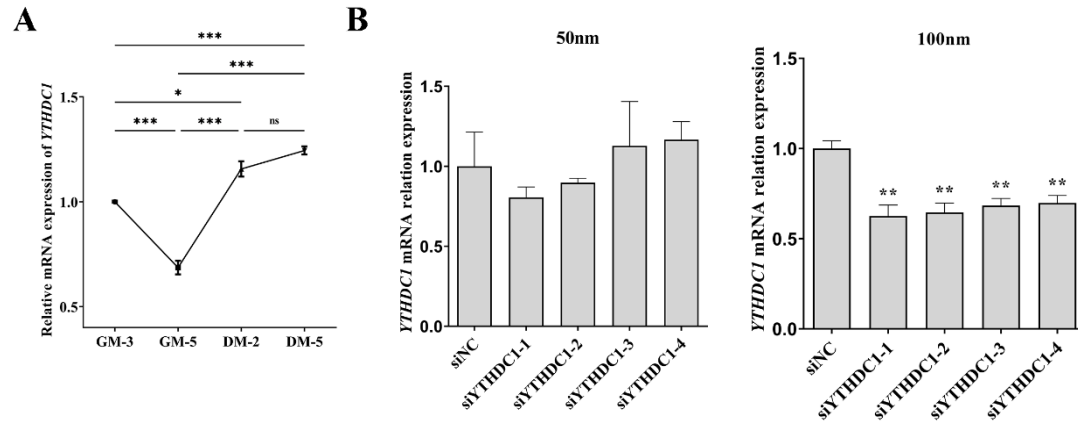 A
***
***
*
*** *** ns
Relative mRNA expression of YTHDC1
1.5
1.0
0.5
GM-3 GM-5 DM-2 DM-5
B
50nm
YTHDC1 mRNA relation expression
1.5
1.0
0.5
0.0
siNC siYTHDC1-1 siYTHDC1-2 siYTHDC1-3 siYTHDC1-4
100nm
YTHDC1 mRNA relation expression
1.5
1.0
0.5
0.0
** ** ** **
siNC siYTHDC1-1 siYTHDC1-2 siYTHDC1-3 siYTHDC1-4